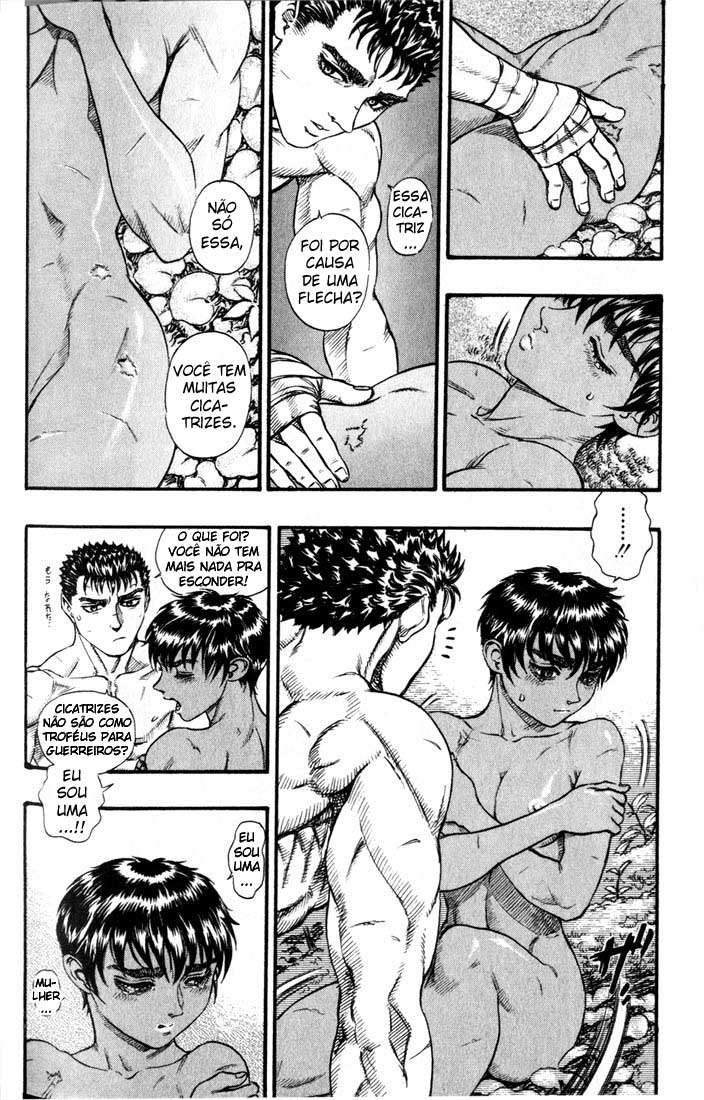 ESSA
CICA-
TRIZ
...
FOI POR
CAUSA
DE UMA
FLECHA?
NÃO
SÓ
ESSA,
VOCÊ TEM
MUITAS
CICA-
TRIZES.
......
!!
O QUE FOI?
VOCÊ NÃO TEM
MAIS NADA PRA
ESCONDER!
CICATRIZES
NÃO SÃO COMO
TROFÉUS PARA
GUERREIROS?
EU
SOU
UMA
...!!
EU
SOU
UMA
...
MU-
LHER
...